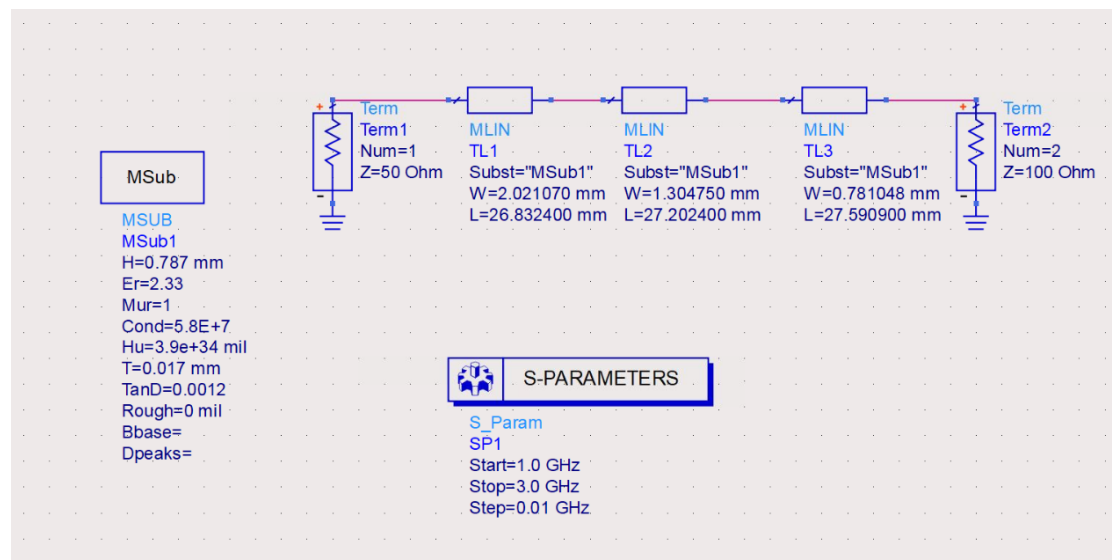 Term
Term1
Num=1
Z=50 Ohm
MLIN
TL1
Subst="MSub1"
W=2.021070 mm
L=26.832400 mm
MLIN
TL2
Subst="MSub1"
W=1.304750 mm
L=27.202400 mm
MLIN
TL3
Subst="MSub1"
W=0.781048 mm
L=27.590900 mm
Term
Term2
Num=2
Z=100 Ohm
MSub
MSUB
MSub1
H=0.787 mm
Er=2.33
Mur=1
Cond=5.8E+7
Hu=3.9e+34 mil
T=0.017 mm
TanD=0.0012
Rough=0 mil
Bbase=
Dpeaks=
S-PARAMETERS
S_Param
SP1
Start=1.0 GHz
Stop=3.0 GHz
Step=0.01 GHz